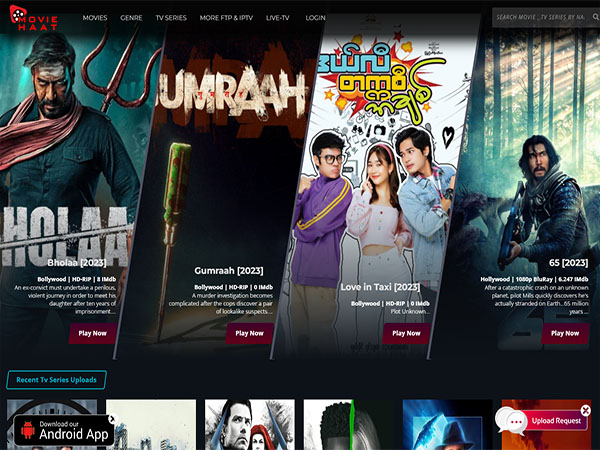 MOVIE
HAAT
MOVIES
GENRE
TV SERIES
MORE FTP & IPTV
LIVE-TV
LOGIN
SEARCH MOVIE , TV SERIES BY NA
HOLAA
Bholaa [2023]
Bollywood | HD-RIP | 8 IMdb
An ex-convict must undertake a perilous,
violent journey in order to meet his
daughter after ten years of
imprisonment...
Play Now
UMRAAH
Gumraah [2023]
Bollywood | HD-RIP | 0 IMdb
A murder investigation becomes
complicated after the cops discover a pair
of lookalike suspects...
Play Now
Love in Taxi [2023]
Bollywood | HD-RIP | 0 IMdb
Plot Unknown...
Play Now
65 [2023]
Hollywood | 1080p BluRay | 6.247 IMdb
After a catastrophic crash on an unknown
planet, pilot Mills quickly discovers he's
actually stranded on Earth...65 million
years ...
Play Now
Recent Tv Series Uploads
Download our
Android App
Upload Request